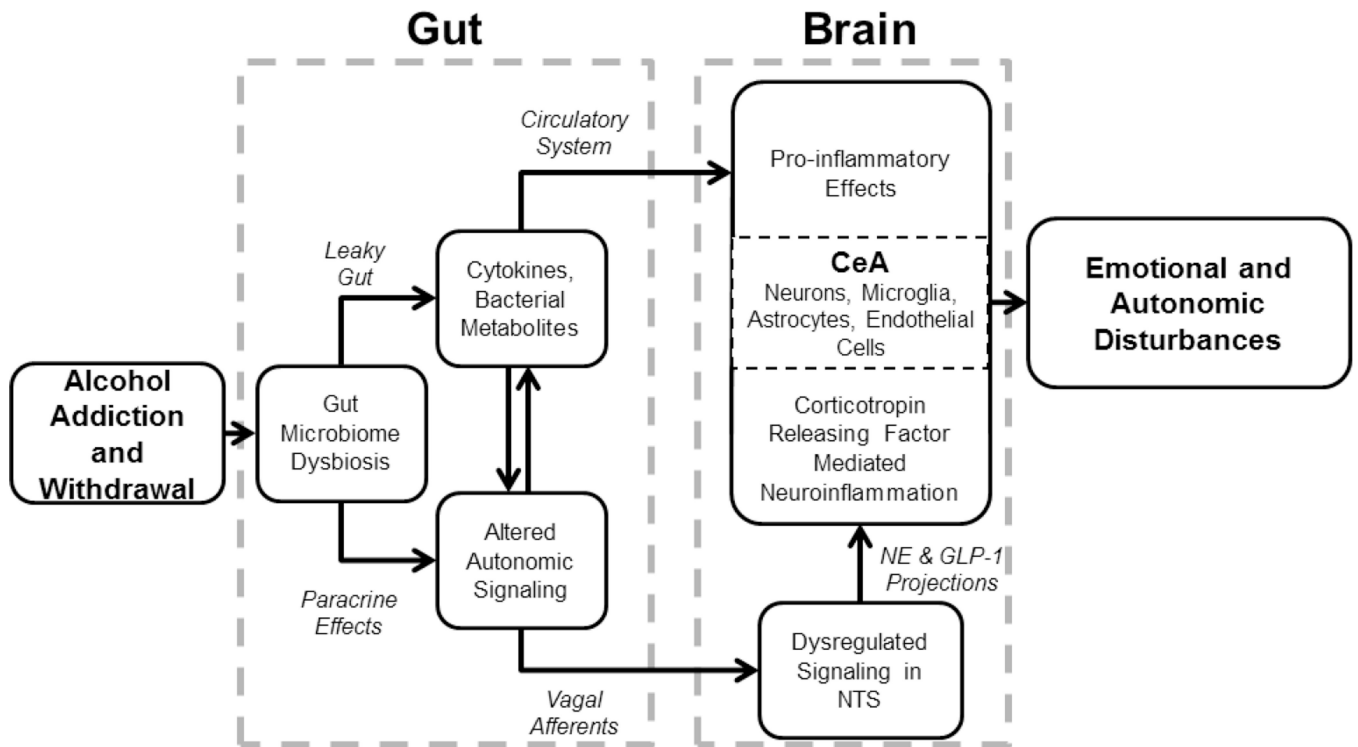 Gut
Brain
Circulatory
System
Pro-inflammatory
Effects
Leaky
Gut
Cytokines,
Bacterial
Metabolites
CeA
Neurons, Microglia,
Astrocytes, Endothelial
Cells
Emotional and
Autonomic
Disturbances
Alcohol
Addiction
and
Withdrawal
Gut
Microbiome
Dysbiosis
Corticotropin
Releasing Factor
Mediated
Neuroinflammation
Altered
Autonomic
Signaling
Paracrine
Effects
NE & GLP-1
Projections
Vagal
Afferents
Dysregulated
Signaling in
NTS